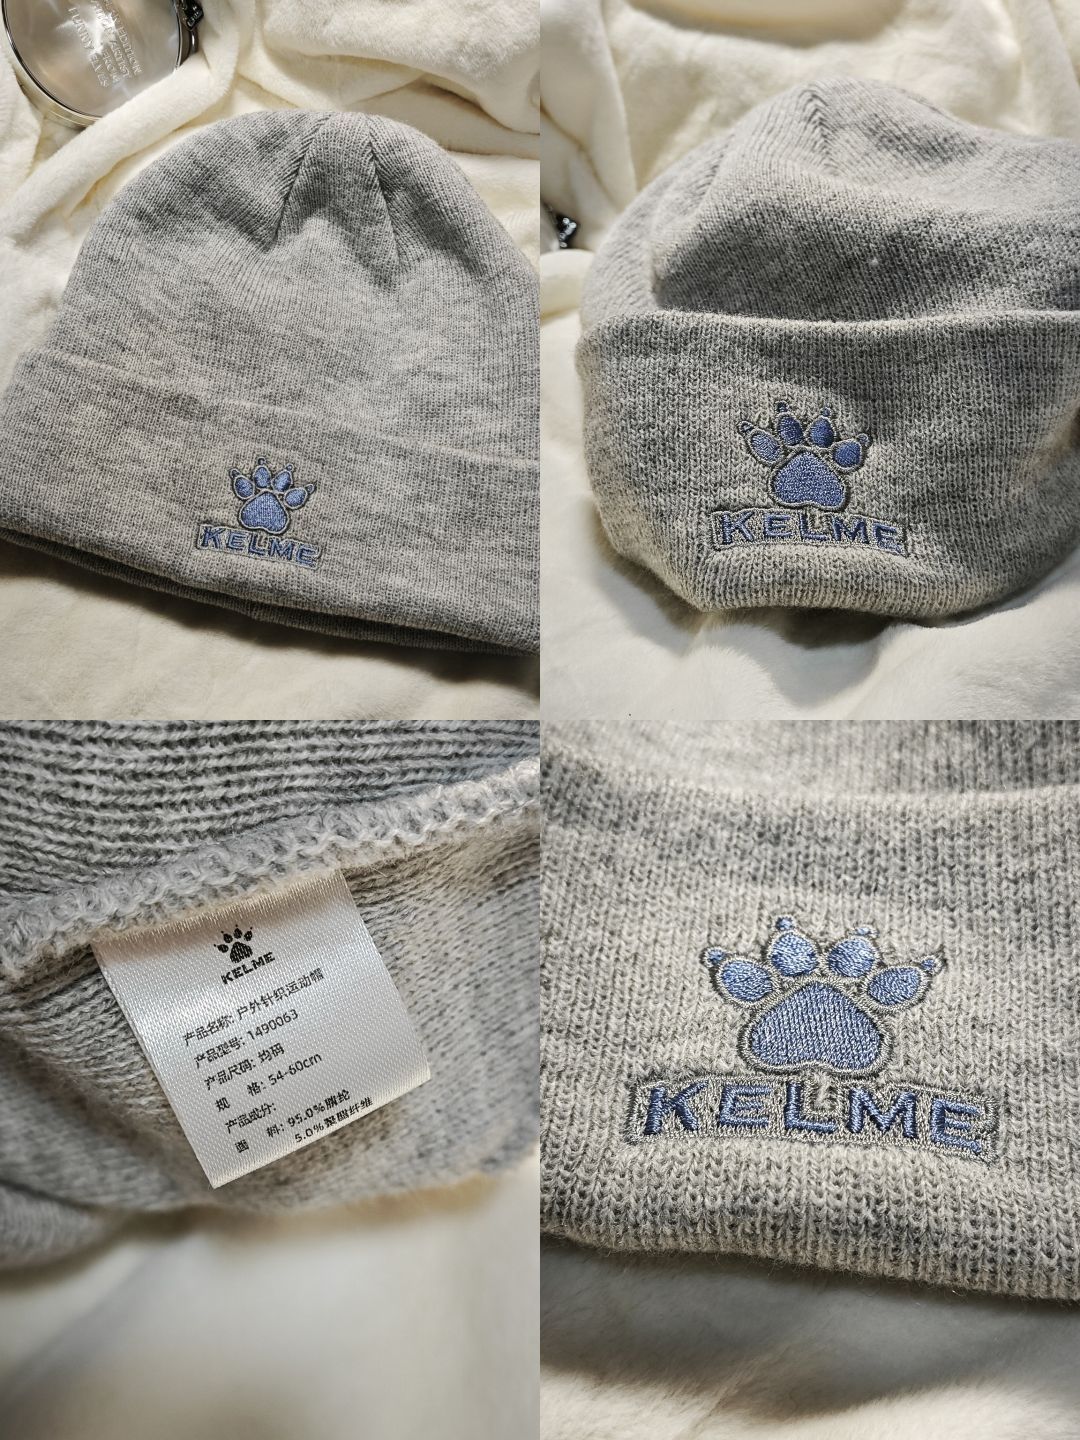 KELME
KELME
KELME
产品名称: 户外针织运动帽
产品型号: 1490063
产品尺码: 均码
规 格: 54-60cm
产品成分:
面 料: 95.0%腈纶
5.0%聚酯纤维
KELME